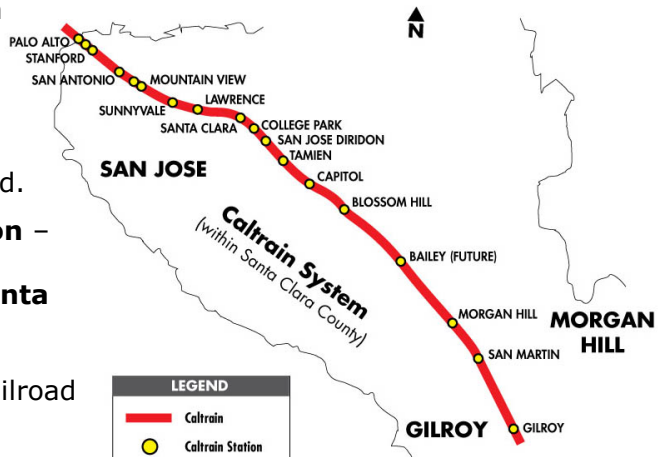 d.
on –
nta
ilroad
N
PALO ALTO
STANFORD
SAN ANTONIO
MOUNTAIN VIEW
SUNNYVALE
LAWRENCE
SANTA CLARA
COLLEGE PARK
SAN JOSE DIRIDON
TAMIEN
SAN JOSE
CAPITOL
BLOSSOM HILL
Caltrain System
(within Santa Clara County)
BAILEY (FUTURE)
MORGAN HILL
MORGAN
HILL
SAN MARTIN
GILROY
GILROY
LEGEND
Caltrain
Caltrain Station